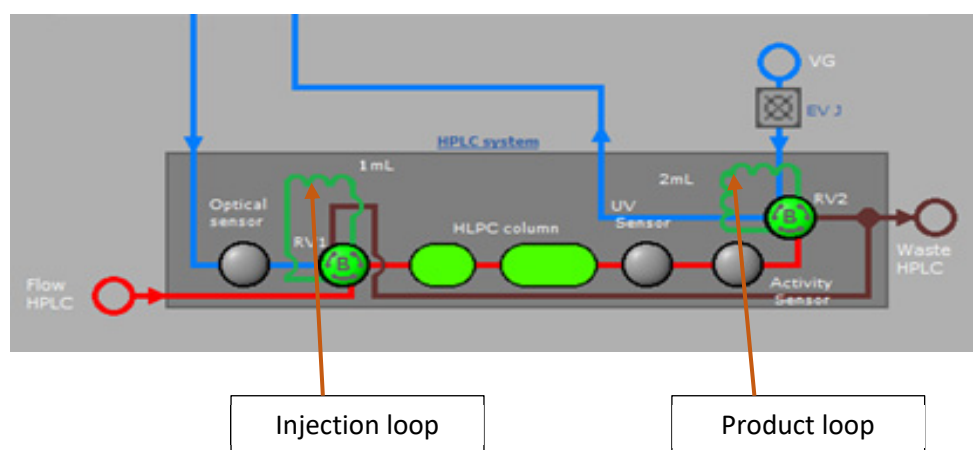 VG
EV J
HPLC system
1mL
2mL
RV2
Optical
sensor
UV
Sensor
RV1
HLPC column
Waste
HPLC
Flow
HPLC
Activity
Sensor
B
B
Injection loop
Product loop